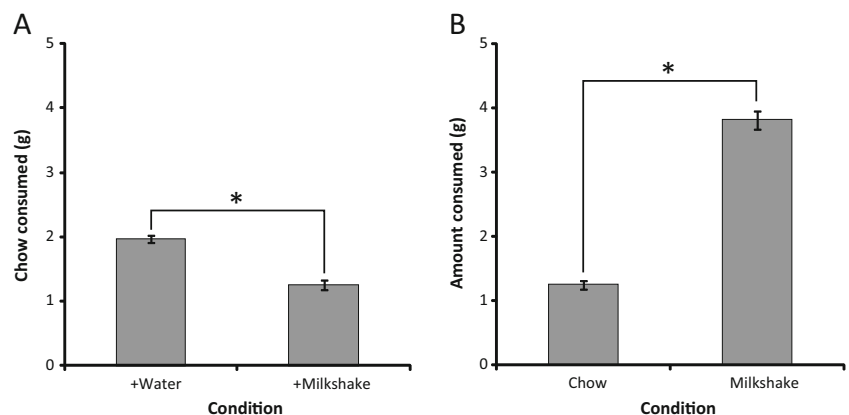 A
Chow consumed (g)
5
4
3
2
1
0
*
+Water
+Milkshake
Condition
B
Amount consumed (g)
5
4
3
2
1
0
*
Chow
Milkshake
Condition